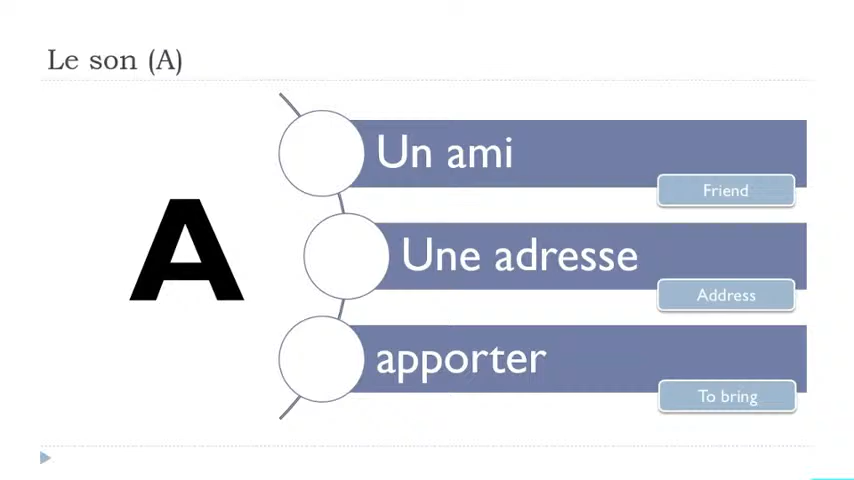 Le son (A)
A
Un ami
Friend
Une adresse
Address
apporter
To bring